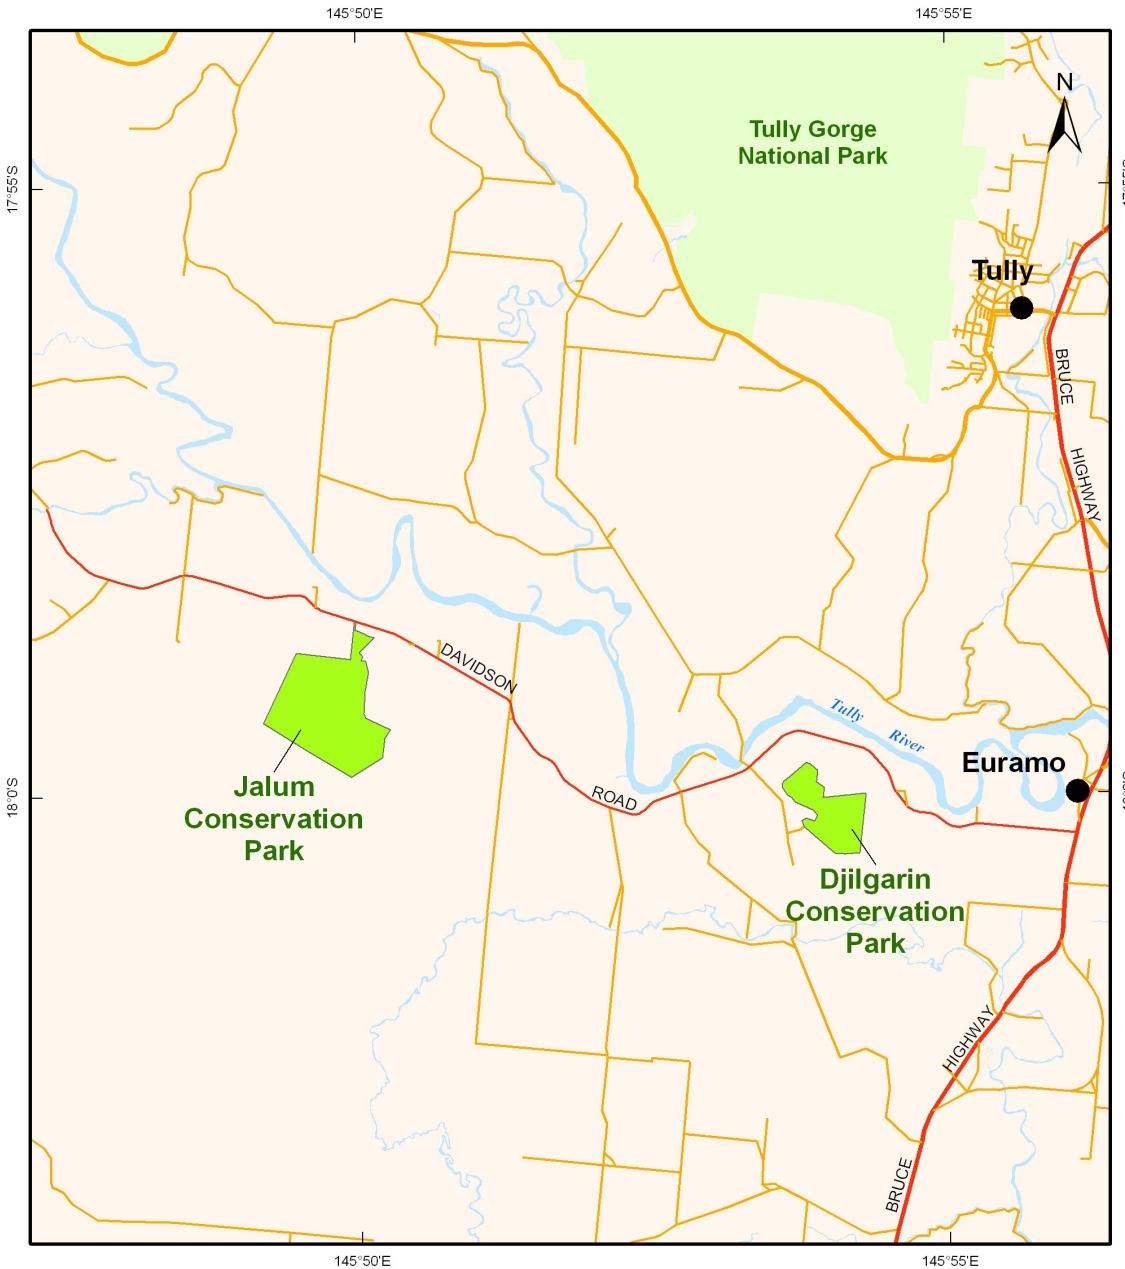 145°50'E
145°55'E
N
Tully Gorge
National Park
17°55'S
Tully
BRUCE
HIGHWAY
DAVIDSON
Tully
River
Euramo
ROAD
18°0'S
Jalum
Conservation
Park
Djilgarin
Conservation
Park
HIGHWAY
BRUCE
145°50'E
145°55'E